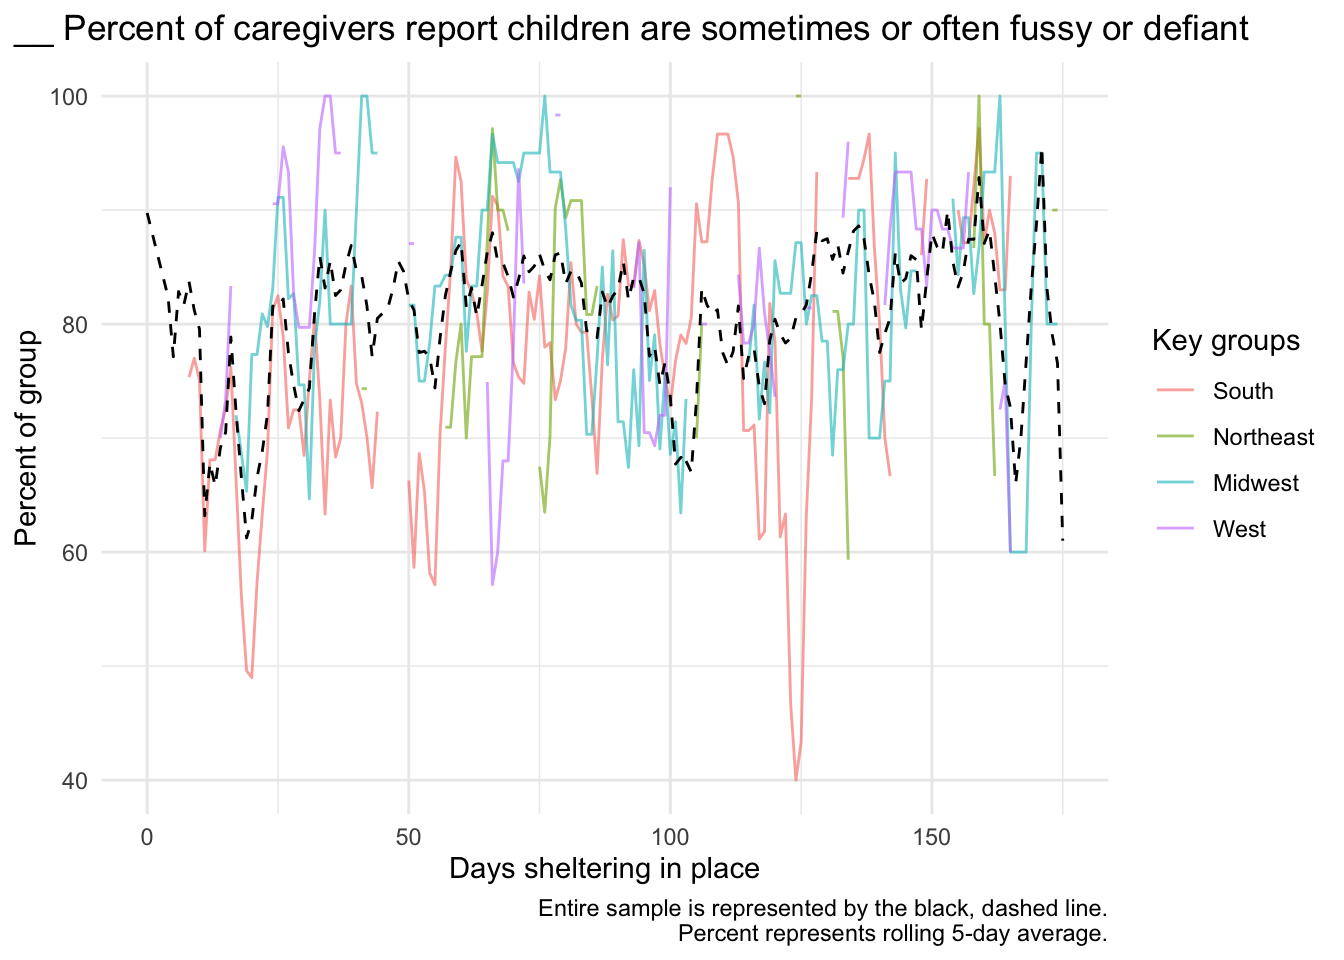 __ Percent of caregivers report children are sometimes or often fussy or defiant
100
80
60
40
Percent of group
0
50
100
150
Days sheltering in place
Key groups
South
Northeast
Midwest
West
Entire sample is represented by the black, dashed line.
Percent represents rolling 5-day average.